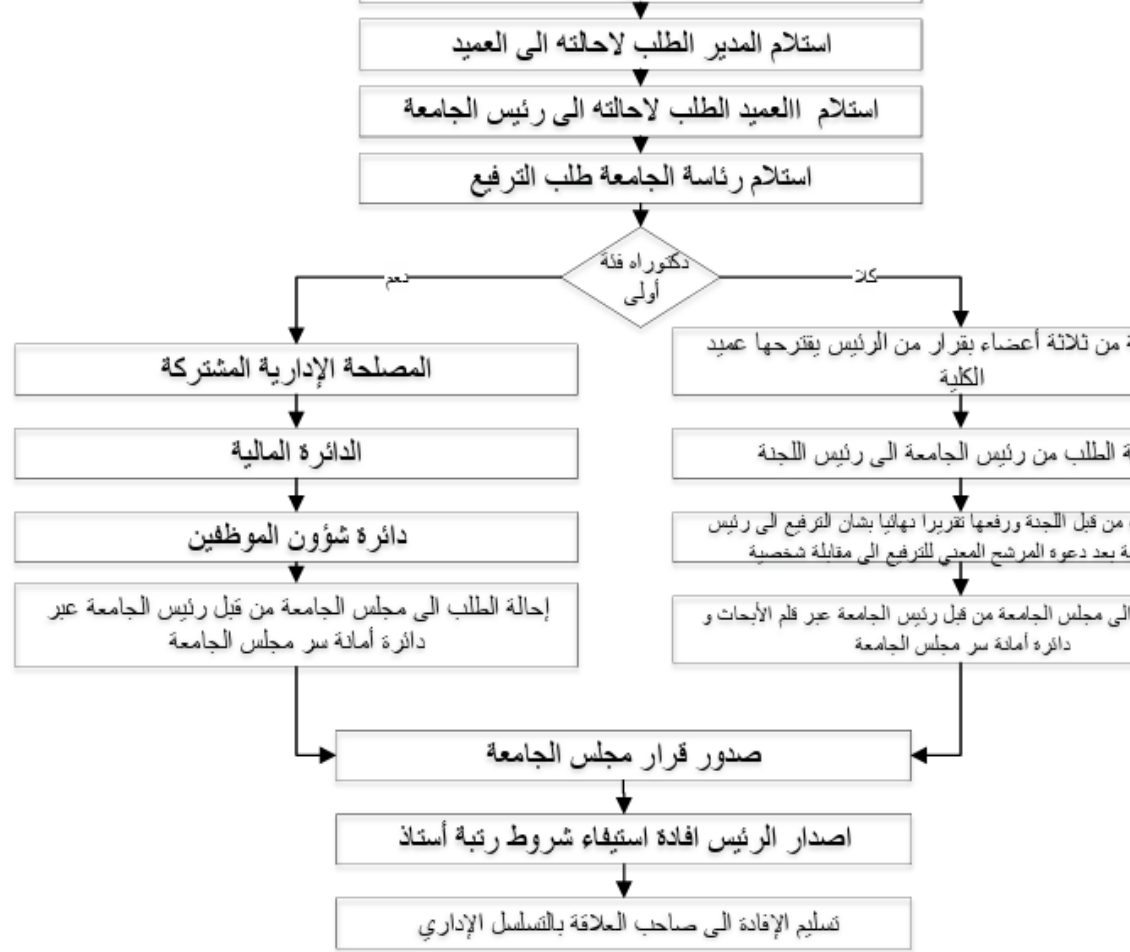 استلام المدير الطلب لاحالته الى العميد
استلام االعميد الطلب لاحالته الى رئيس الجامعة
استلام رئاسة الجامعة طلب الترفيع
دكتوراه فئة
أولى
كلا
نعم
من ثلاثة أعضاء بقرار من الرئيس يقترحها عميد
الكلية
الطلب من رئيس الجامعة الى رئيس اللجنة
من قبل اللجنة ورفعها تقريرا نهائيا بشان الترفيع الى رئيس
بعد دعوة المرشح المعني للترفيع الى مقابلة شخصية
الى مجلس الجامعة من قبل رئيس الجامعة عبر قلم الأبحاث و
دائرة أمانة سر مجلس الجامعة
المصلحة الإدارية المشتركة
الدائرة المالية
دائرة شؤون الموظفين
إحالة الطلب الى مجلس الجامعة من قبل رئيس الجامعة عبر
دائرة أمانة سر مجلس الجامعة
صدور قرار مجلس الجامعة
اصدار الرئيس افادة استيفاء شروط رتبة أستاذ
تسليم الإفادة الى صاحب العلاقة بالتسلسل الإداري